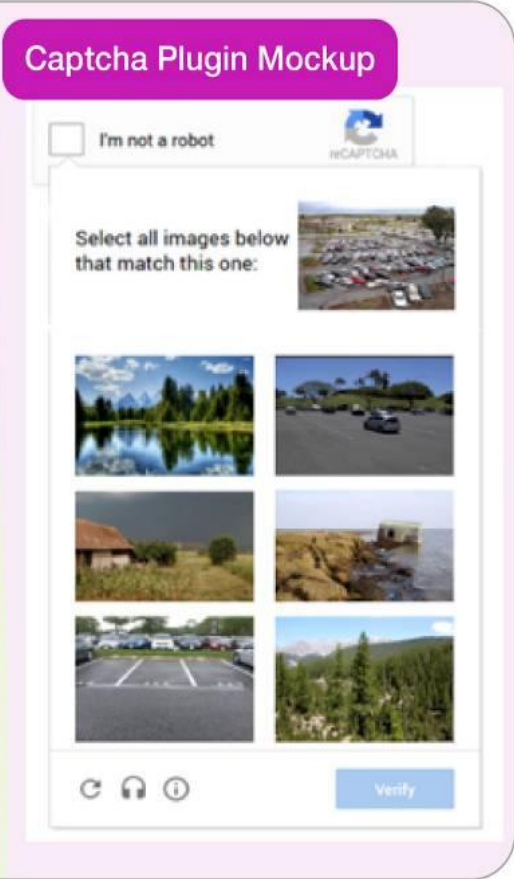 Captcha Plugin Mockup
I'm not a robot
reCAPTCHA
Select all images below
that match this one:
Verify